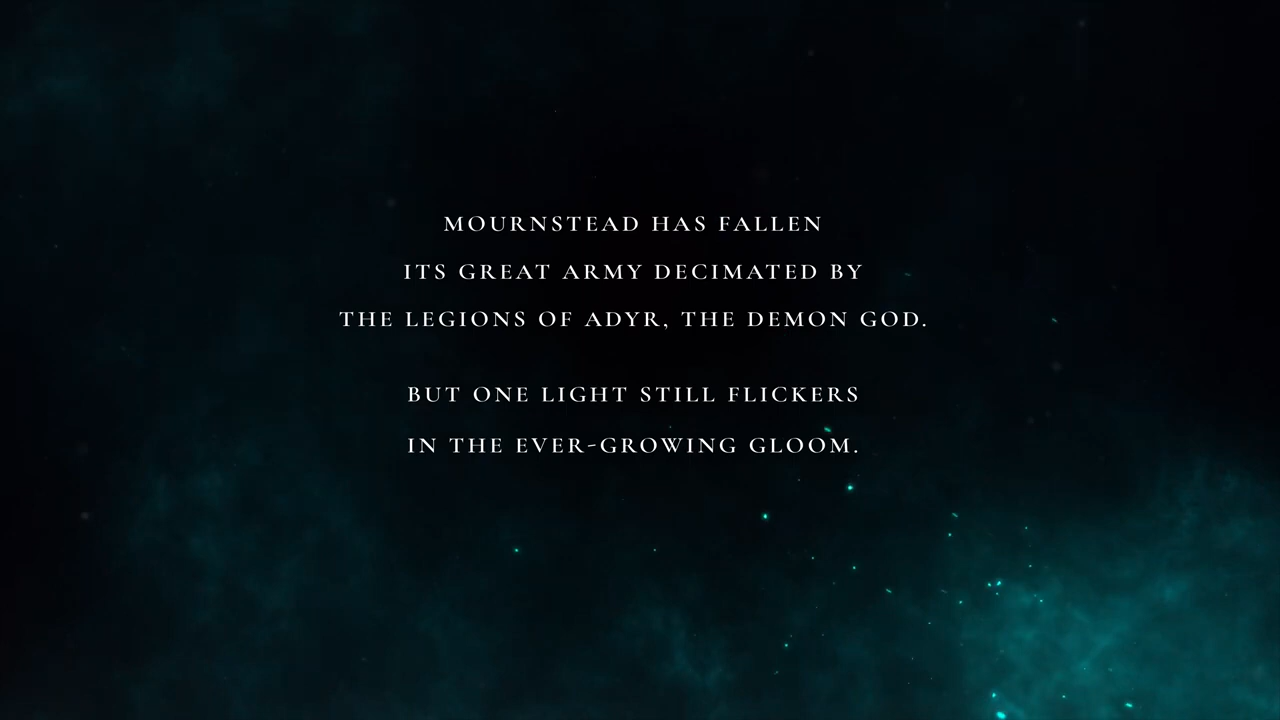 MOURNSTEAD HAS FALLEN
ITS GREAT ARMY DECIMATED BY
THE LEGIONS OF ADYR, THE DEMON GOD.
BUT ONE LIGHT STILL FLICKERS
IN THE EVER-GROWING GLOOM.